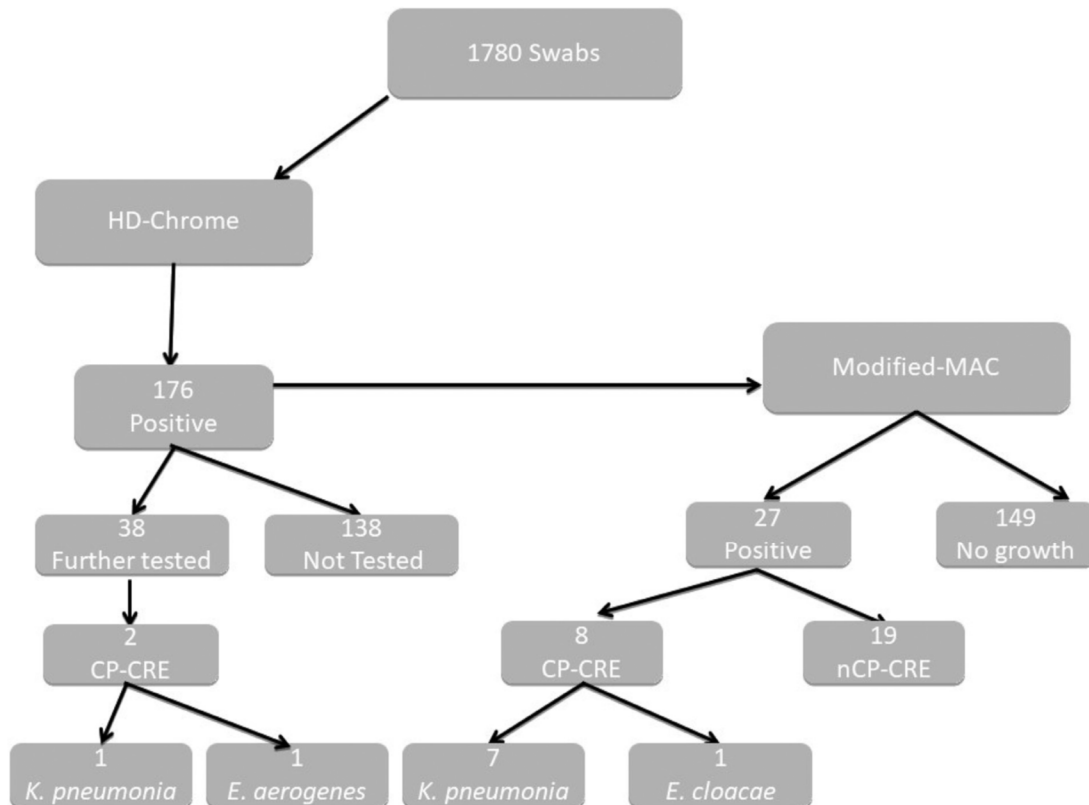 1780 Swabs
HD-Chrome
176
Positive
Modified-MAC
38
Further tested
138
Not Tested
27
Positive
149
No growth
2
CP-CRE
8
CP-CRE
19
nCP-CRE
1
K. pneumonia
1
E. aerogenes
7
K. pneumonia
1
E. cloacae